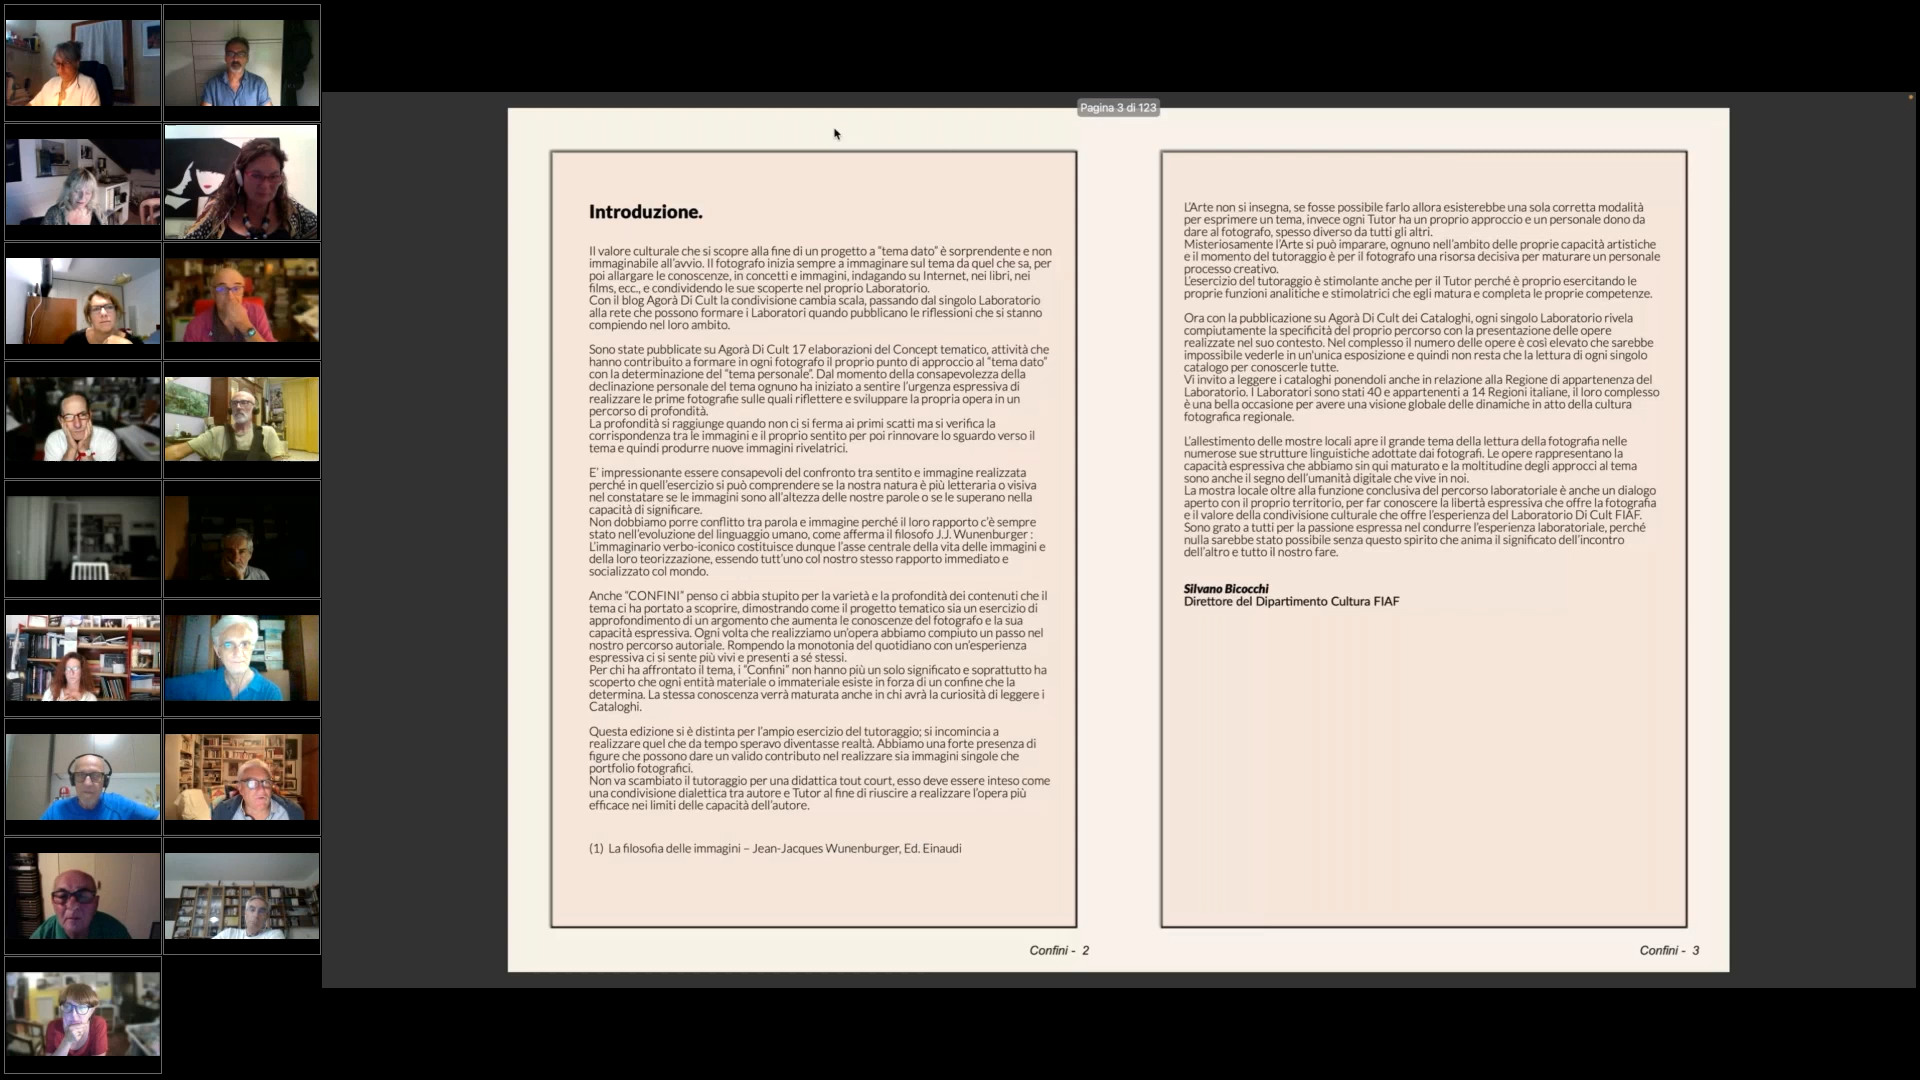 Pagina 3 di 123
Introduzione.
Il valore culturale che si scopre alla fine di un progetto a “tema dato” è sorprendente e non
immaginabile all’avvio. Il fotografo inizia sempre a immaginare sul tema da quel che sa, per
poi allargare le conoscenze, in concetti e immagini, indagando su Internet, nei libri, nei
films, ecc., e condividendo le sue scoperte nel proprio Laboratorio.
Con il blog Agorà Di Cult la condivisione cambia scala, passando dal singolo Laboratorio
alla rete che possono formare i Laboratori quando pubblicano le riflessioni che si stanno
compiendo nel loro ambito.
Sono state pubblicate su Agorà Di Cult 17 elaborazioni del Concept tematico, attività che
hanno contribuito a formare in ogni fotografo il proprio punto di approccio al “tema dato”
con la determinazione del “tema personale”. Dal momento della consapevolezza della
declinazione personale del tema ognuno ha iniziato a sentire l’urgenza espressiva di
realizzare le prime fotografie sulle quali riflettere e sviluppare la propria opera in un
percorso di profondità.
La profondità si raggiunge quando non ci si ferma ai primi scatti ma si verifica la
corrispondenza tra le immagini e il proprio sentito per poi rinnovare lo sguardo verso il
tema e quindi produrre nuove immagini rivelatrici.
E’ impressionante essere consapevoli del confronto tra sentito e immagine realizzata
perché in quell’esercizio si può comprendere se la nostra natura è più letteraria o visiva
nel constatare se le immagini sono all’altezza delle nostre parole o se le superano nella
capacità di significare.
Non dobbiamo porre conflitto tra parola e immagine perché il loro rapporto c’è sempre
stato nell’evoluzione del linguaggio umano, come afferma il filosofo J.J. Wunenburger :
L’immaginario verbo-iconico costituisce dunque l’asse centrale della vita delle immagini e
della loro teorizzazione, essendo tutt’uno col nostro stesso rapporto immediato e
socializzato col mondo.
Anche “CONFINI” penso ci abbia stupito per la varietà e la profondità dei contenuti che il
tema ci ha portato a scoprire, dimostrando come il progetto tematico sia un esercizio di
approfondimento di un argomento che aumenta le conoscenze del fotografo e la sua
capacità espressiva. Ogni volta che realizziamo un’opera abbiamo compiuto un passo nel
nostro percorso autoriale. Rompendo la monotonia del quotidiano con un’esperienza
espressiva ci si sente più vivi e presenti a sé stessi.
Per chi ha affrontato il tema, i “Confini” non hanno più un solo significato e soprattutto ha
scoperto che ogni entità materiale o immateriale esiste in forza di un confine che la
determina. La stessa conoscenza verrà maturata anche in chi avrà la curiosità di leggere i
Cataloghi.
Questa edizione si è distinta per l’ampio esercizio del tutoraggio; si incomincia a
realizzare quel che da tempo speravo diventasse realtà. Abbiamo una forte presenza di
figure che possono dare un valido contributo nel realizzare sia immagini singole che
portfolio fotografici.
Non va scambiato il tutoraggio per una didattica tout court, esso deve essere inteso come
una condivisione dialettica tra autore e Tutor al fine di riuscire a realizzare l’opera più
efficace nei limiti delle capacità dell’autore.
(1) La filosofia delle immagini – Jean-Jacques Wunenburger, Ed. Einaudi
Confini - 2
L’Arte non si insegna, se fosse possibile farlo allora esisterebbe una sola corretta modalità
per esprimere un tema, invece ogni Tutor ha un proprio approccio e un personale dono da
dare al fotografo, spesso diverso da tutti gli altri.
Misteriosamente l’Arte si può imparare, ognuno nell’ambito delle proprie capacità artistiche
e il momento del tutoraggio è per il fotografo una risorsa decisiva per maturare un personale
processo creativo.
L’esercizio del tutoraggio è stimolante anche per il Tutor perché è proprio esercitando le
proprie funzioni analitiche e stimolatrici che egli matura e completa le proprie competenze.
Ora con la pubblicazione su Agorà Di Cult dei Cataloghi, ogni singolo Laboratorio rivela
compiutamente la specificità del proprio percorso con la presentazione delle opere
realizzate nel suo contesto. Nel complesso il numero delle opere è così elevato che sarebbe
impossibile vederle in un'unica esposizione e quindi non resta che la lettura di ogni singolo
catalogo per conoscerle tutte.
Vi invito a leggere i cataloghi ponendoli anche in relazione alla Regione di appartenenza del
Laboratorio. I Laboratori sono stati 40 e appartenenti a 14 Regioni italiane, il loro complesso
è una bella occasione per avere una visione globale delle dinamiche in atto della cultura
fotografica regionale.
L’allestimento delle mostre locali apre il grande tema della lettura della fotografia nelle
numerose sue strutture linguistiche adottate dai fotografi. Le opere rappresentano la
capacità espressiva che abbiamo sin qui maturato e la moltitudine degli approcci al tema
sono anche il segno dell’umanità digitale che vive in noi.
La mostra locale oltre alla funzione conclusiva del percorso laboratoriale è anche un dialogo
aperto con il proprio territorio, per far conoscere la libertà espressiva che offre la fotografia
e il valore della condivisione culturale che offre l’esperienza del Laboratorio Di Cult FIAF.
Sono grato a tutti per la passione espressa nel condurre l’esperienza laboratoriale, perché
nulla sarebbe stato possibile senza questo spirito che anima il significato dell’incontro
dell’altro e tutto il nostro fare.
Silvano Bicocchi
Direttore del Dipartimento Cultura FIAF
Confini - 3